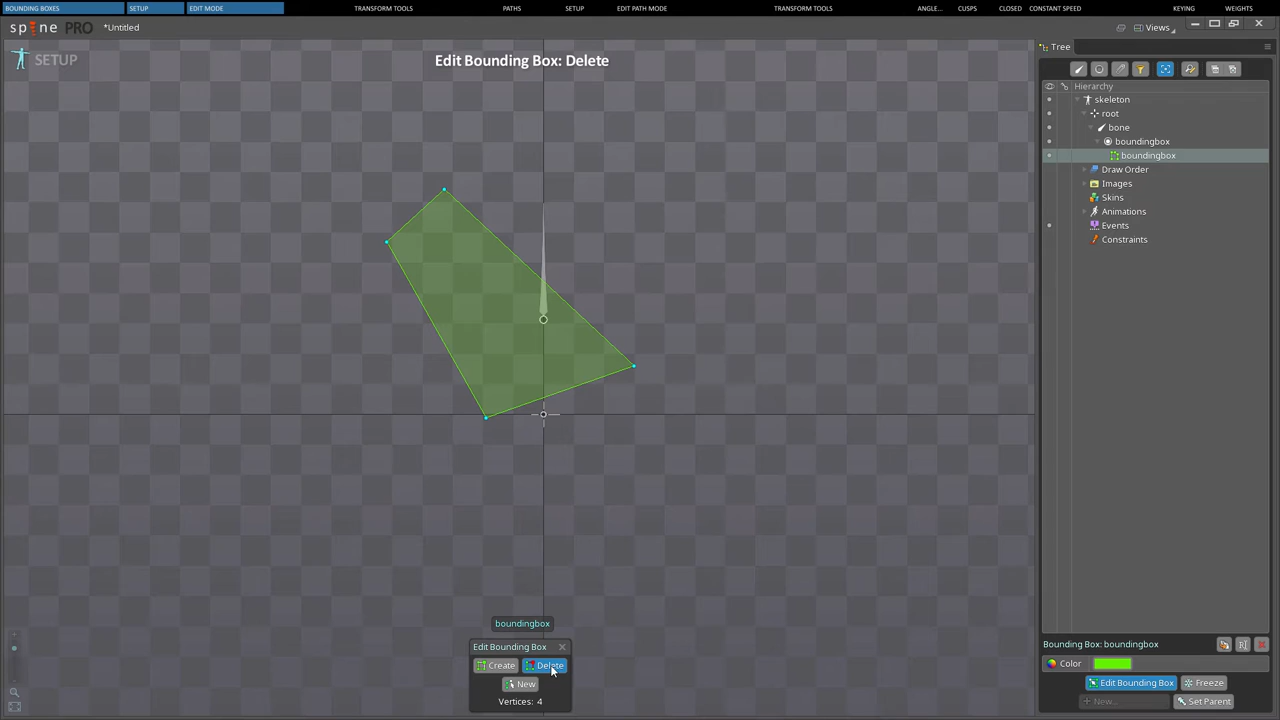 BOUNDING BOXES SETUP EDIT MODE TRANSFORM TOOLS PATHS SETUP EDIT PATH MODE TRANSFORM TOOLS ANGLE... CUSPS CLOSED CONSTANT SPEED KEYING WEIGHTS
spine PRO *Untitled Views
SETUP
Edit Bounding Box: Delete
Tree
Hierarchy
skeleton
root
bone
boundingbox
boundingbox
Draw Order
Images
Skins
Animations
Events
Constraints
boundingbox
Edit Bounding Box
Create Delete
New
Vertices: 4
Bounding Box: boundingbox
Color
Edit Bounding Box Freeze
New... Set Parent